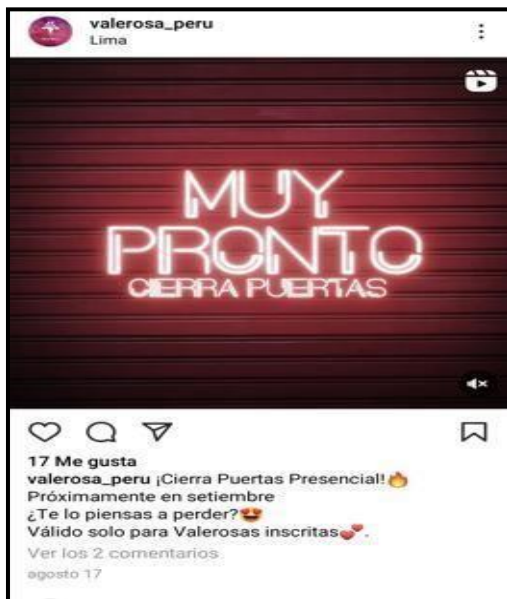 valerosa_peru
Lima
MUY
PRONTO
CIERRA PUERTAS
17 Me gusta
valerosa_peru ¡Cierra Puertas Presencial!🔥
Próximamente en setiembre
¿Te lo piensas a perder?🤩
Válido solo para Valerosas inscritas💕.
Ver los 2 comentarios
agosto 17